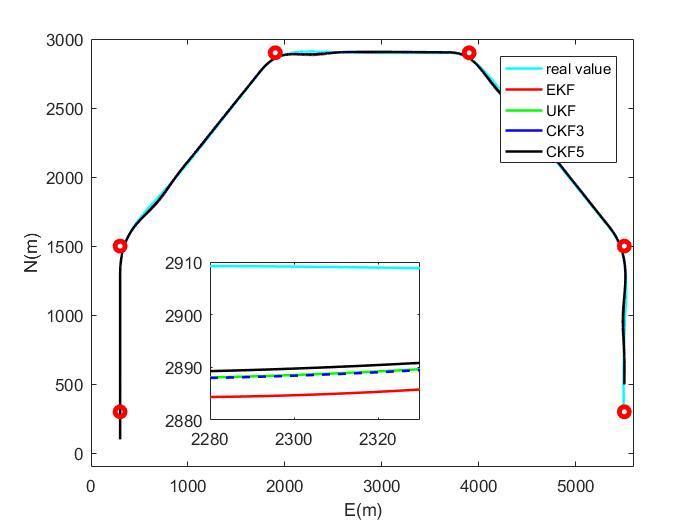 3000
real value
EKF
2500
UKF
CKF3
CKF5
2000
1500
N(m)
2910
1000
2900
500
2890
0
2880
2280 2300 2320
0 1000 2000 3000 4000 5000
E(m)